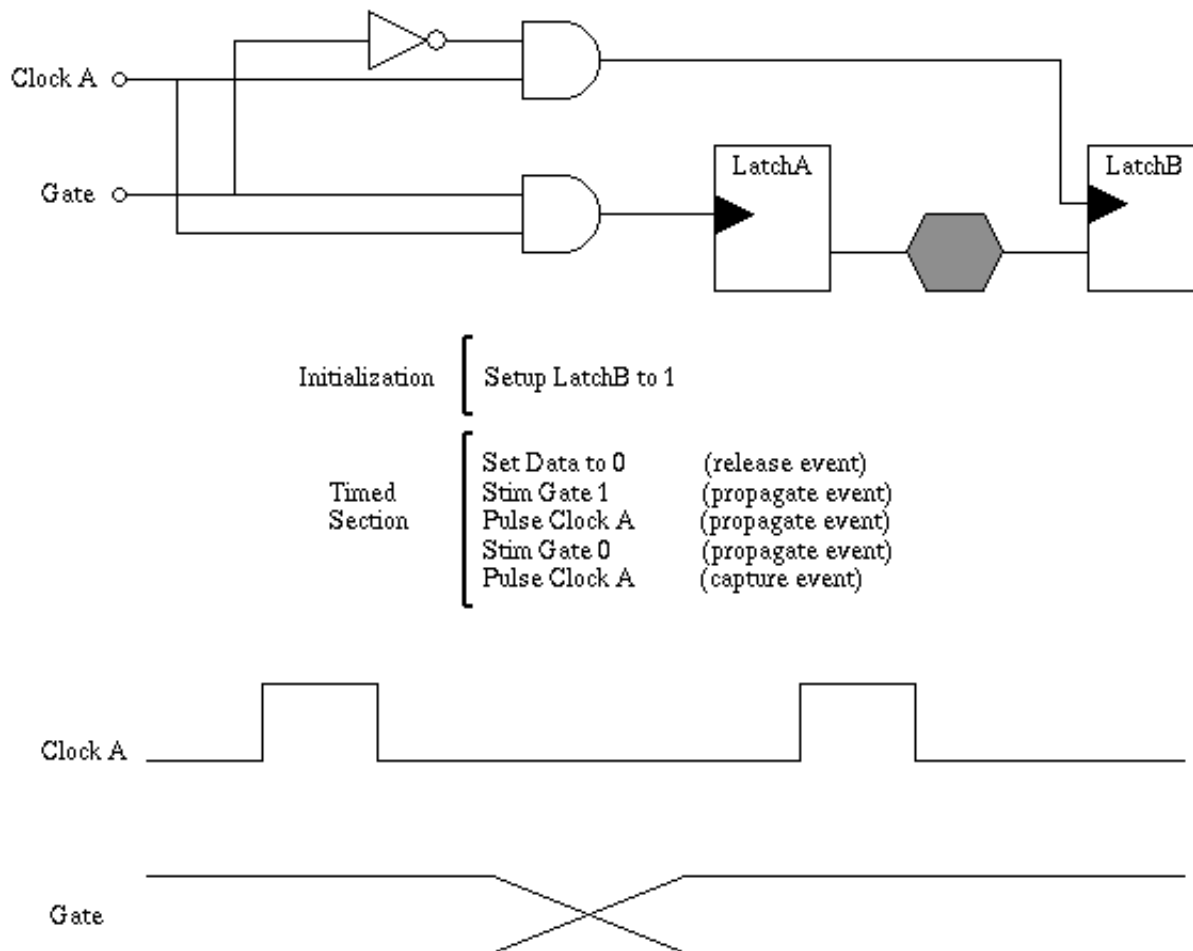 Clock A
Gate
LatchA
LatchB
Initialization
Setup LatchB to 1
Timed
Section
Set Data to 0 (release event)
Stim Gate 1 (propagate event)
Pulse Clock A (propagate event)
Stim Gate 0 (propagate event)
Pulse Clock A (capture event)
Clock A
Gate